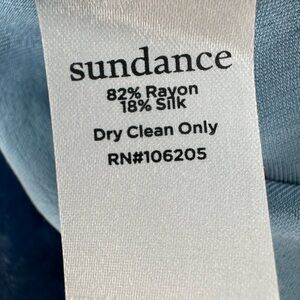 sundance
82% Rayon
18% Silk
Dry Clean Only
RN#106205